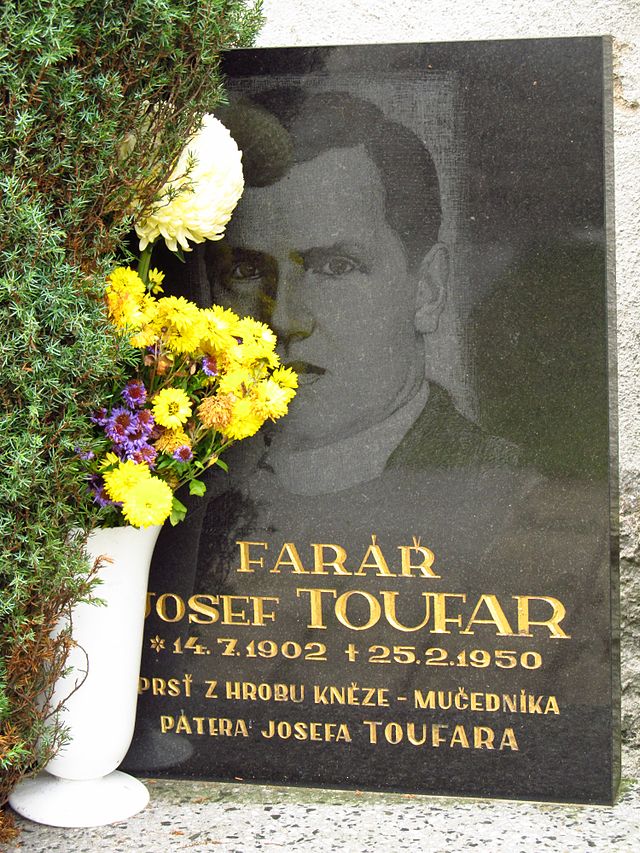 FARÁŘ
JOSEF TOUFAR
*14.7.1902 †25.2.1950
PRSŤ Z HROBU KNĚZE - MUČEDNÍKA
PÁTERA JOSEFA TOUFARA